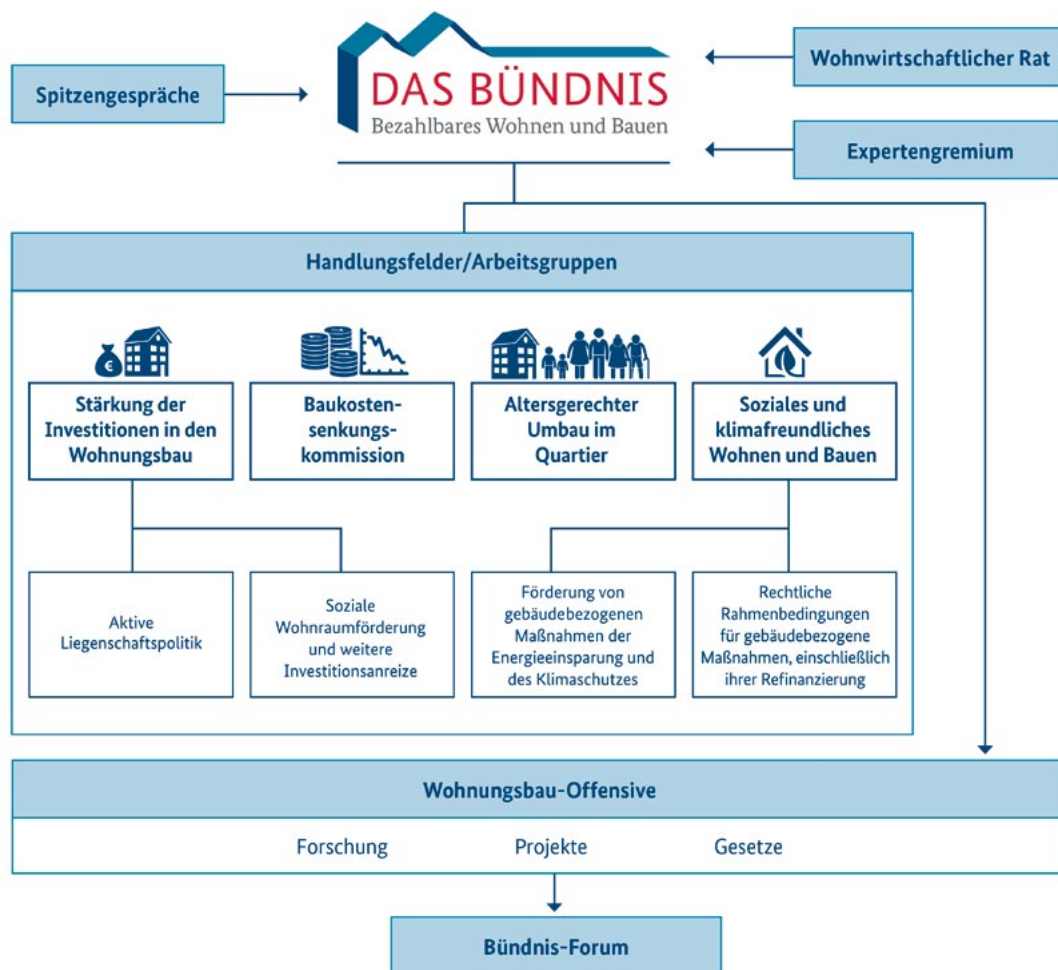 DAS BÜNDNIS
Bezahlbares Wohnen und Bauen
Spitzengespräche
Wohnwirtschaftlicher Rat
Expertengremium
Handlungsfelder/Arbeitsgruppen
€
Stärkung der
Investitionen in den
Wohnungsbau
Baukosten-
senkungs-
kommission
Altersgerechter
Umbau im
Quartier
Soziales und
klimafreundliches
Wohnen und Bauen
Aktive
Liegenschaftspolitik
Soziale
Wohnraumförderung
und weitere
Investitionsanreize
Förderung von
gebäudebezogenen
Maßnahmen der
Energieeinsparung und
des Klimaschutzes
Rechtliche
Rahmenbedingungen
für gebäudebezogene
Maßnahmen, einschließlich
ihrer Refinanzierung
Wohnungsbau-Offensive
Forschung
Projekte
Gesetze
Bündnis-Forum